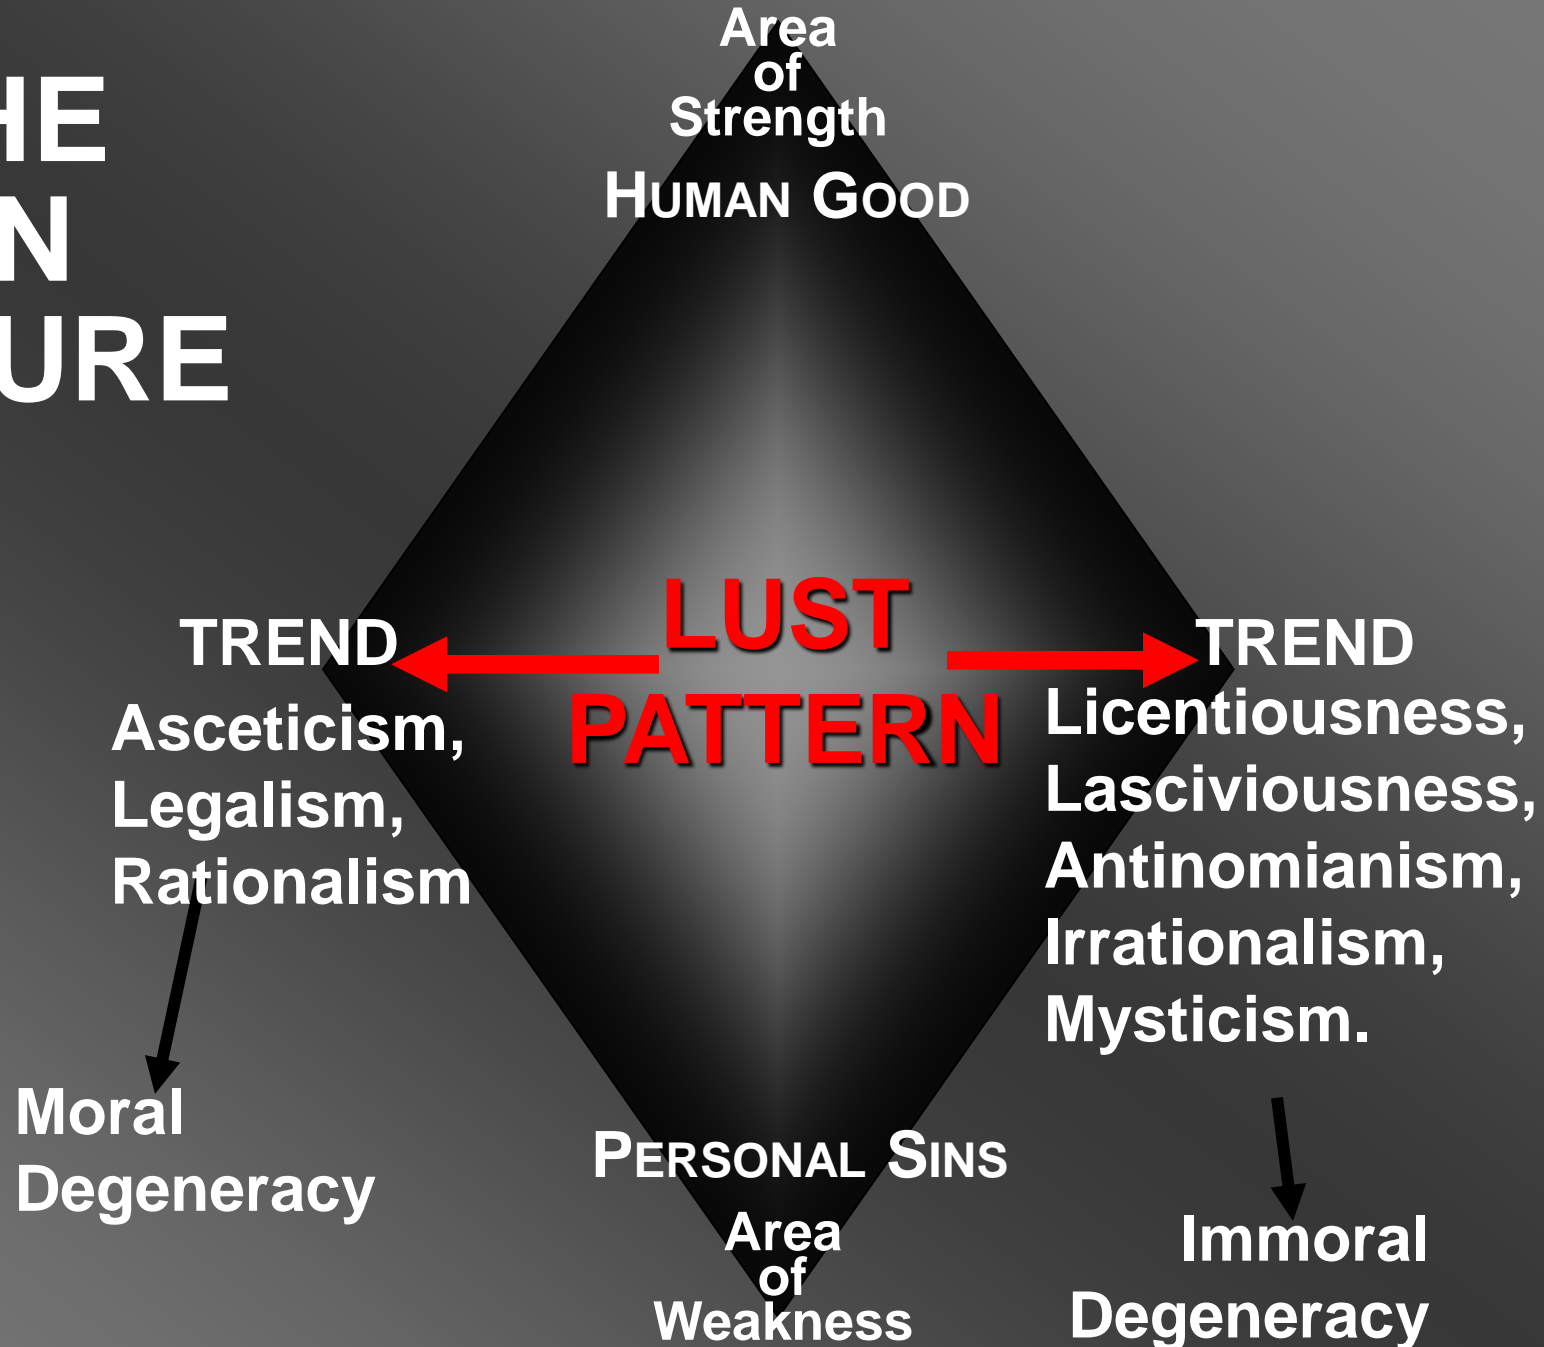 Area
of
Strength
HUMAN GOOD
HE
N
URE
LUST
PATTERN
TREND
Asceticism,
Legalism,
Rationalism
Moral
Degeneracy
TREND
Licentiousness,
Lasciviousness,
Antinomianism,
Irrationalism,
Mysticism.
Immoral
Degeneracy
PERSONAL SINS
Area
of
Weakness